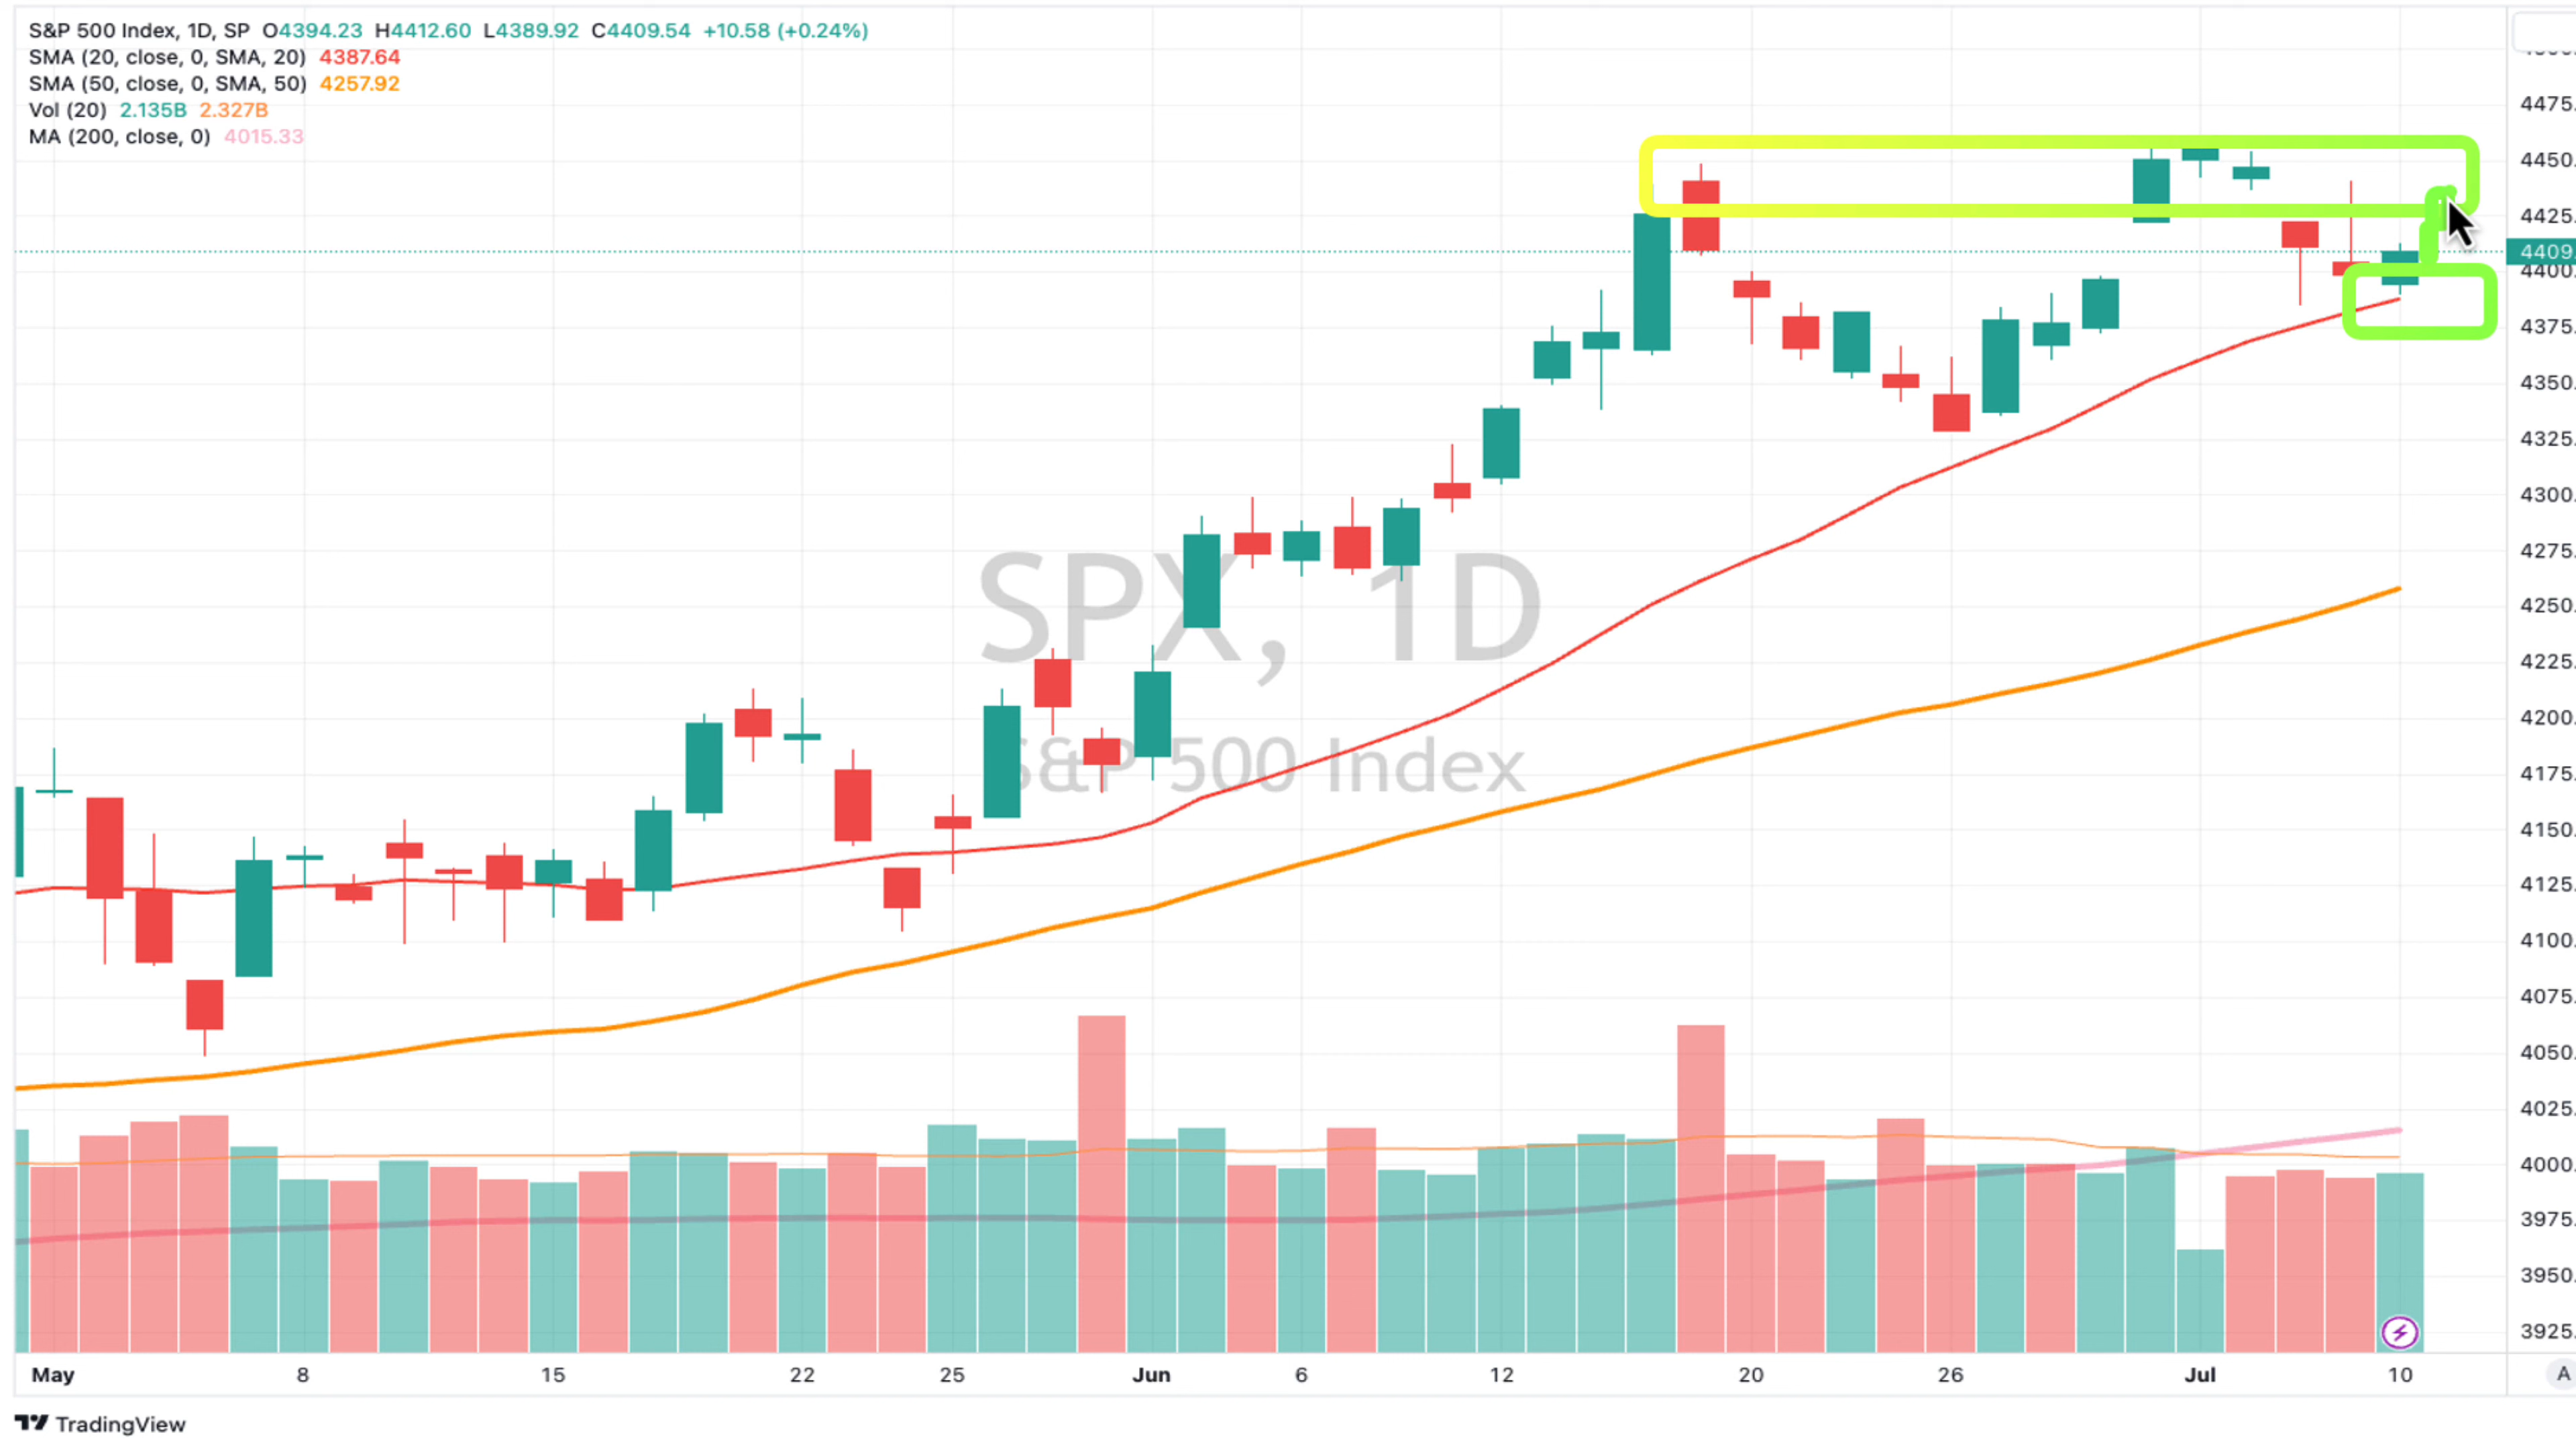 S&P 500 Index, 1D, SP O4394.23 H4412.60 L4389.92 C4409.54 +10.58 (+0.24%)
SMA (20, close, 0, SMA, 20) 4387.64
SMA (50, close, 0, SMA, 50) 4257.92
Vol (20) 2.135B 2.327B
MA (200, close, 0) 4015.33
4475.
4450.
4425.
4409.
4400.
4375.
4350.
4325.
4300.
4275.
4250.
4225.
4200.
4175.
4150.
4125.
4100.
4075.
4050.
4025.
4000.
3975.
3950.
3925.
SPX, 1D
S&P 500 Index
May 8 15 22 25 Jun 6 12 20 26 Jul 10 A
TradingView